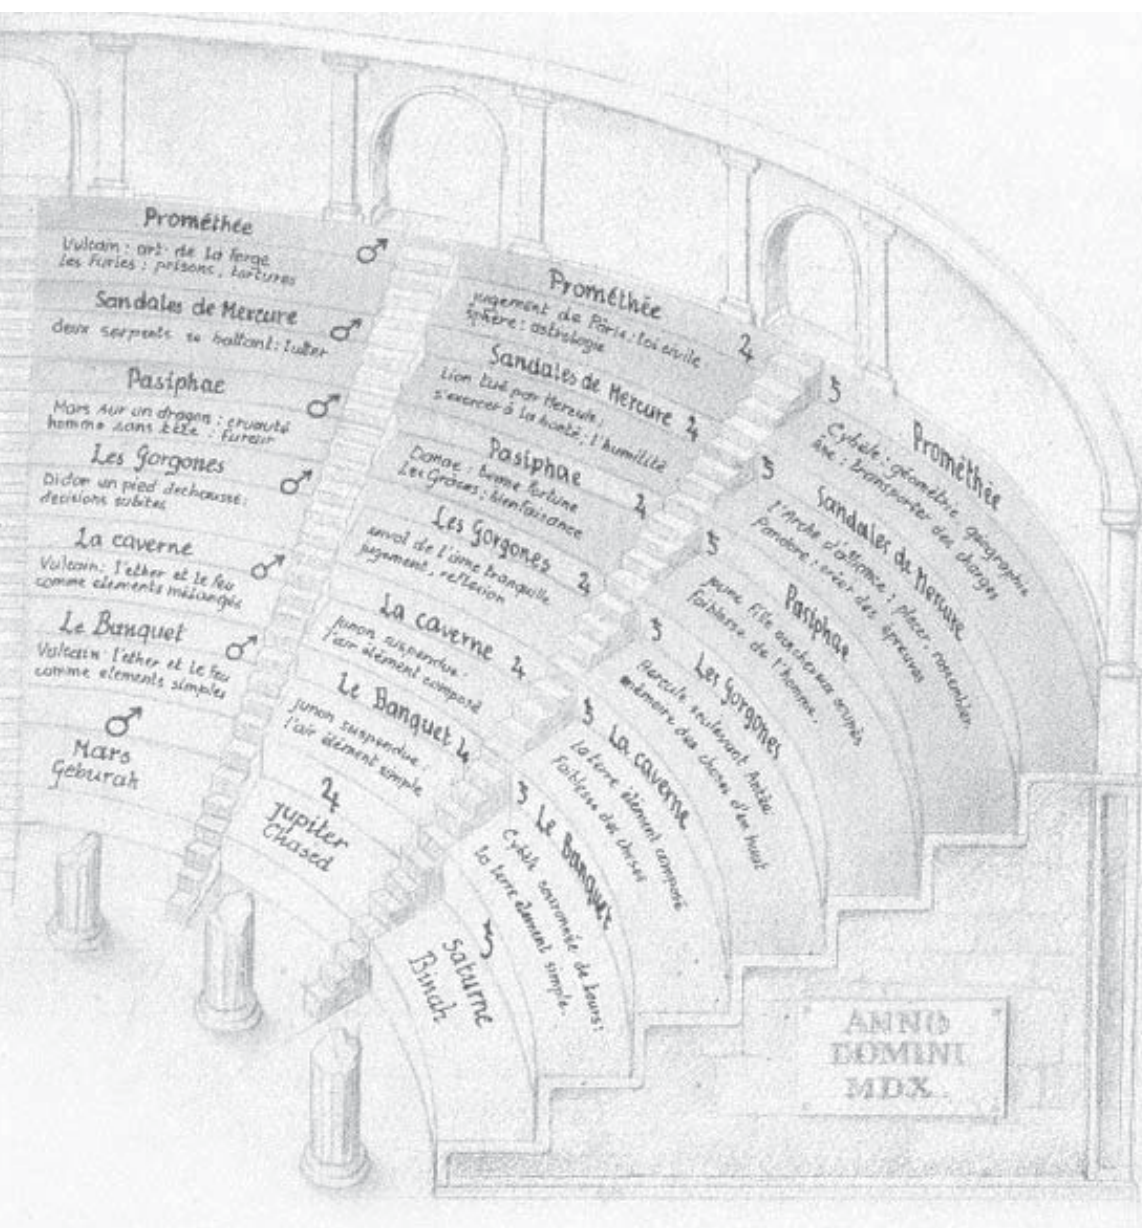 Prométhée
Vulcain : art de la forge
Les Furies : prisons, tortures
♂
Sandales de Mercure
deux serpents se battant : lutter
♂
Pasiphae
Mars sur un dragon : cruauté
homme sans tête : fureur
♂
Les Gorgones
Didon un pied dechaussé:
decisions subites
♂
La caverne
Vulcain: l'ether et le feu
comme elements mélangés
♂
Le Banquet
Vulcain: l'ether et le feu
comme elements simples
♂
♂
Mars
Geburah
Prométhée
jugement de Pâris : loi civile
sphère : astrologie
♃
Sandales de Mercure
Lion tué par Hercule:
s'exercer à la bonté, l'humilité
♃
Pasiphae
Danae : bonne fortune
Les Grâces : bienfaisance
♃
Les Gorgones
envol de l'âme tranquille
jugement, reflexion
♃
La caverne
junon suspendue:
l'air élément composé
♃
Le Banquet
junon suspendue:
l'air élément simple
♃
♃
Jupiter
Chased
♄
Prométhée
Cybèle : géométrie, géographie
âne : transporter des charges
♄
Sandales de Mercure
l'Arche d'alliance : placer, rassembler
Pandore : créer des épreuves
♄
Pasiphae
jeune fille aux cheveux
faiblesse de l'homme.
♄
Les Gorgones
Hercule soulevant Antée:
mémoire des choses d'en haut
♄
La caverne
La terre élément composé
Faiblesse des choses
♄
Le Banquet
Cybèle couronnée de tours:
La terre élément simple.
♄
Saturne
Binah
ANNO
DOMINI
MDX.